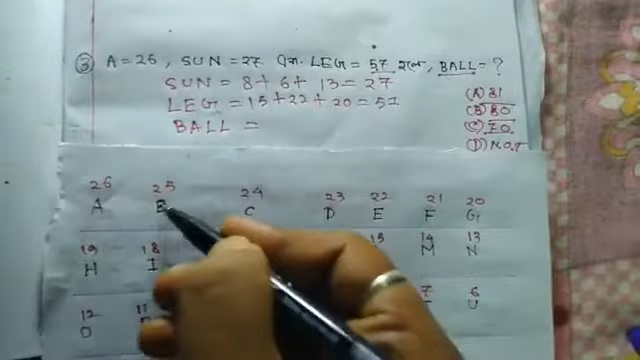 ③ A=26, SUN=27 এবং LEG=57 হলে, BALL=?
SUN = 8+6+13=27
LEG = 15+22+20=57
BALL =
(A) 81
(B) 80
(C) 70
(D) N.O.T
26 25 24 23 22 21 20
A B C D E F G
19 18 15 14 13
H I M N
12 11 7 6
O U